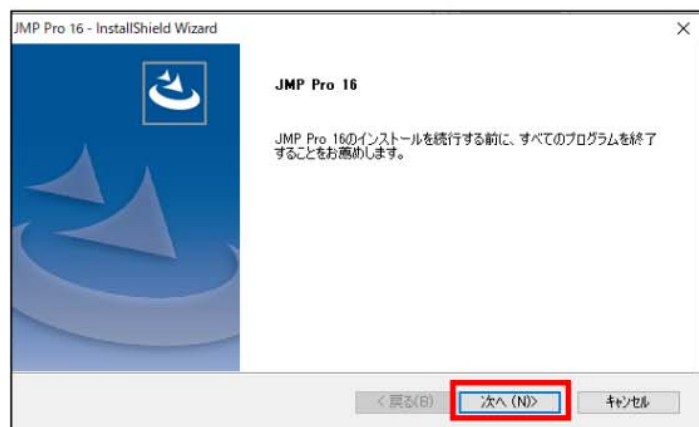 JMP Pro 16 - InstallShield Wizard
JMP Pro 16
JMP Pro 16のインストールを続行する前に、すべてのプログラムを終了
することをお薦めします。
< 戻る(B)
次へ (N)>
キャンセル